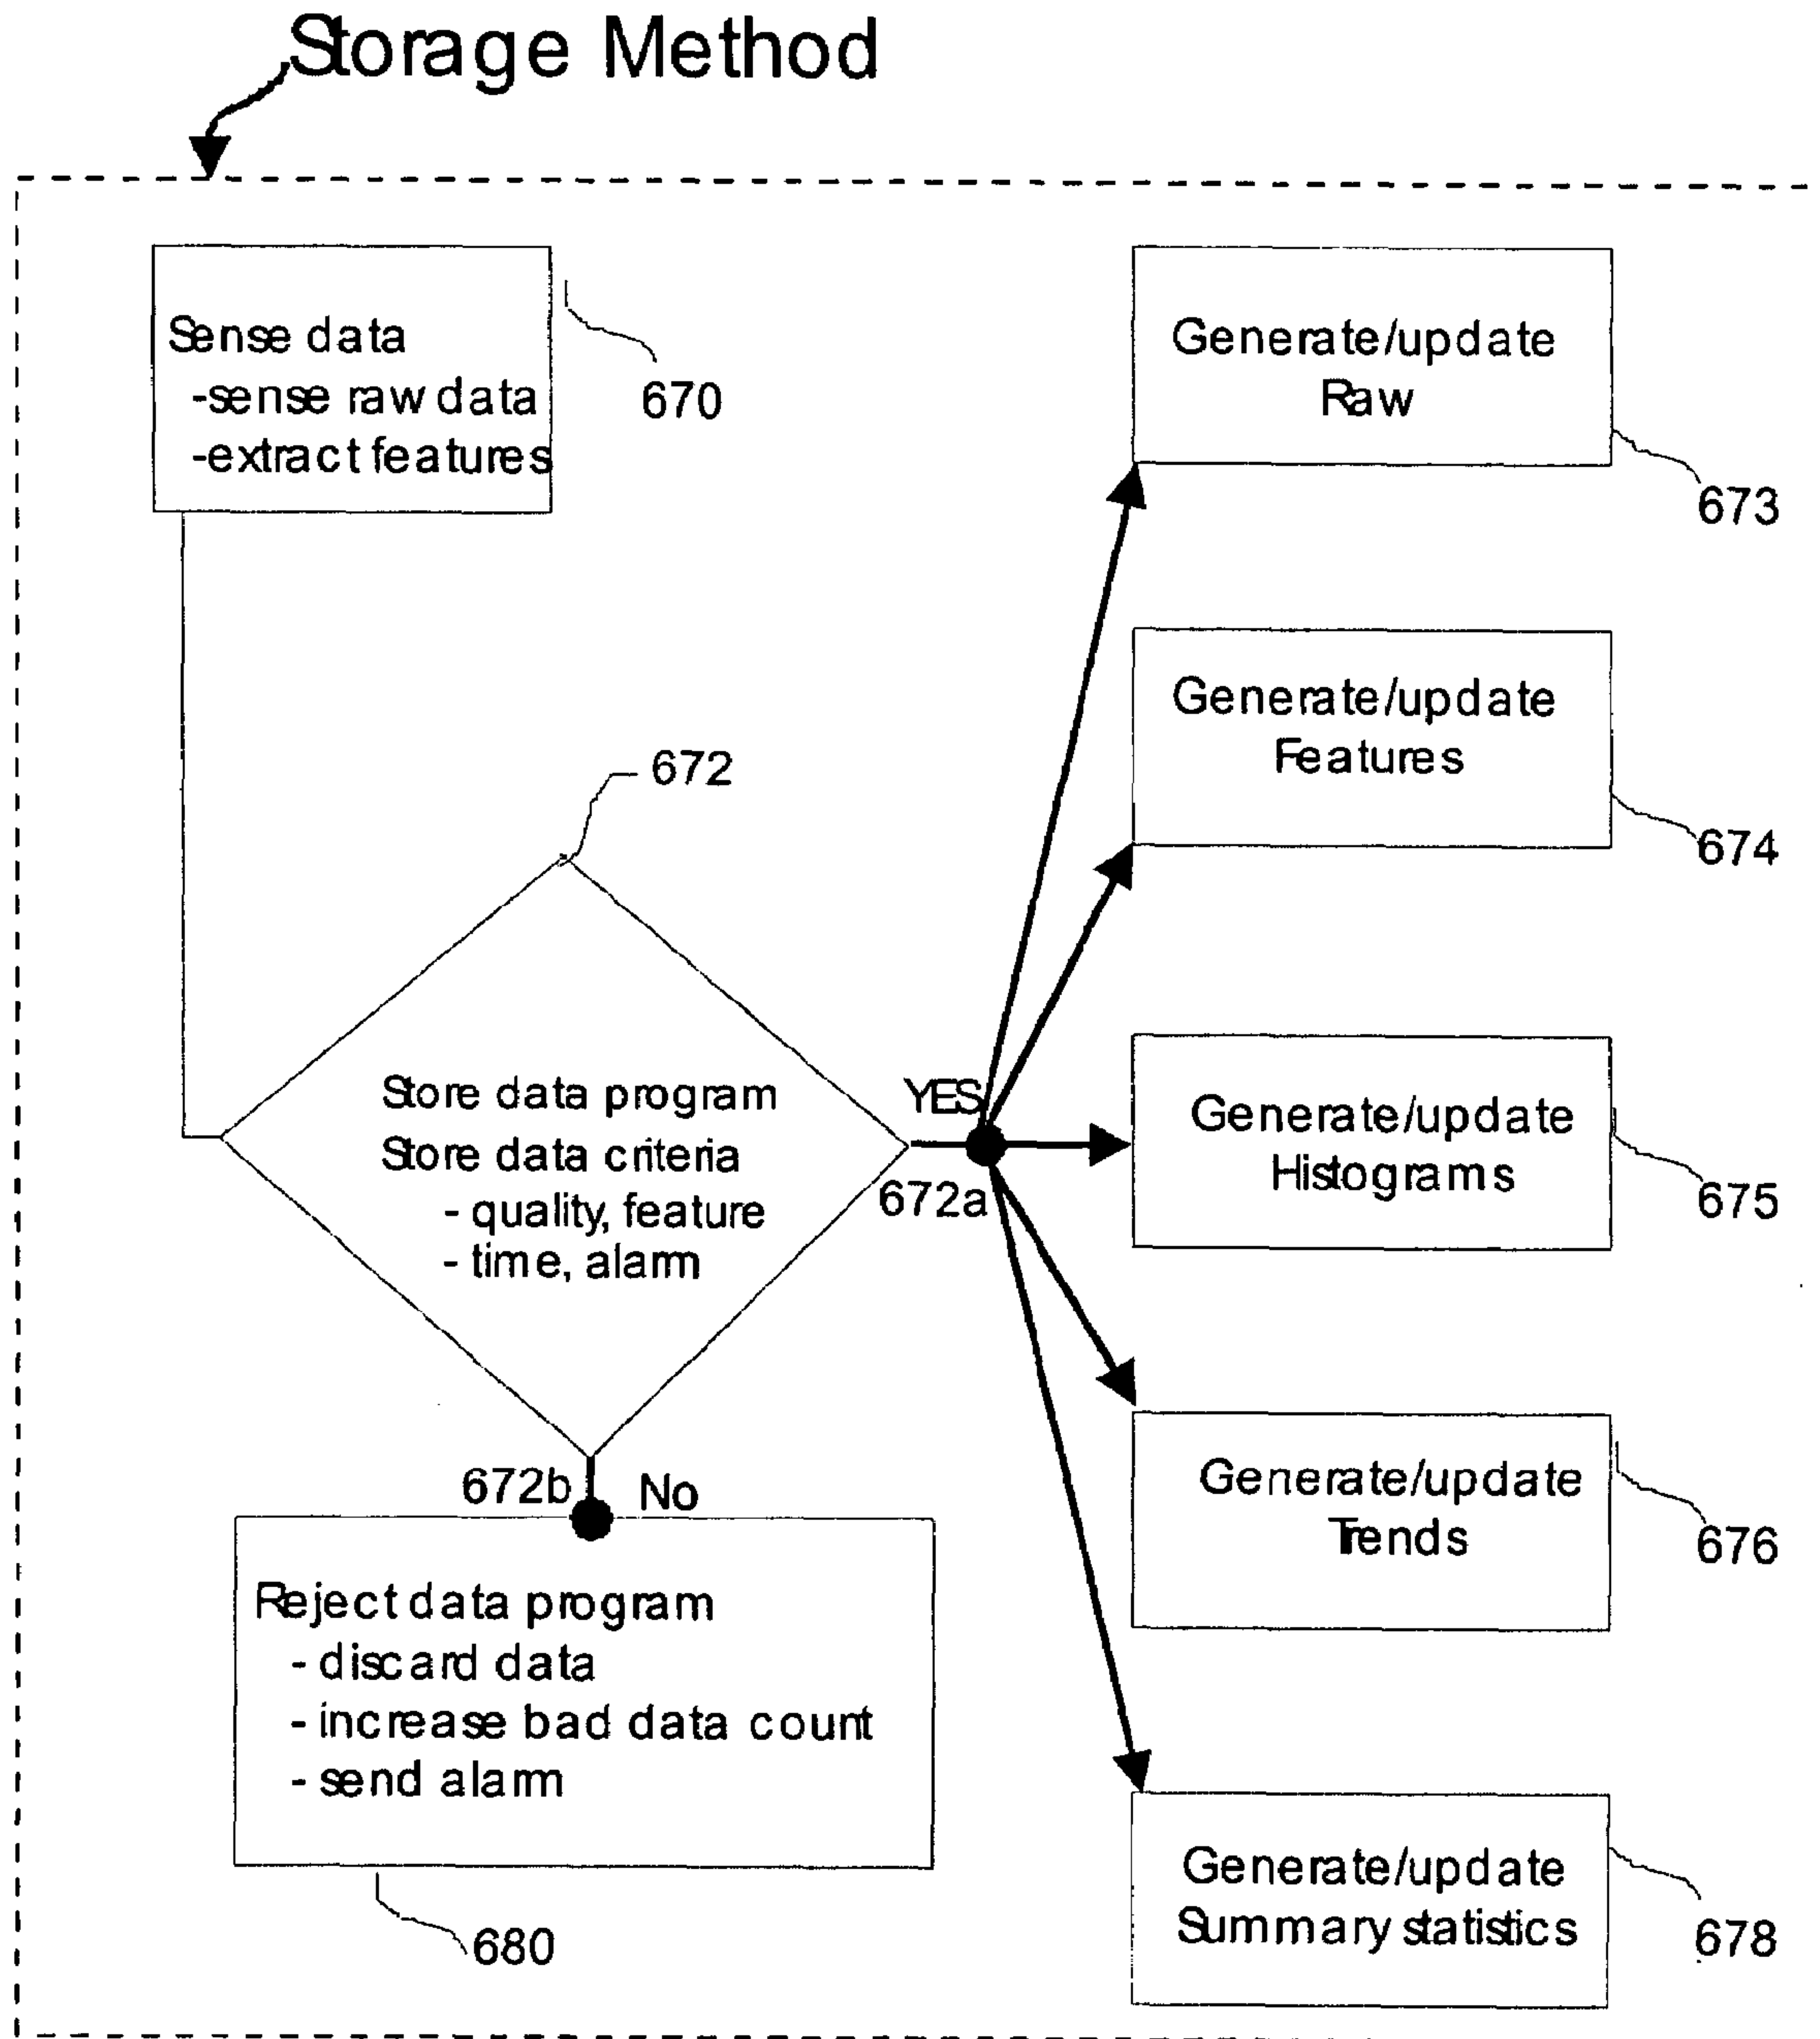 Storage Method
Sense data
-sense raw data
-extract features
670
Generate/update
Raw
673
Generate/update
Features
674
672
Store data program
Store data criteria
- quality, feature
- time, alarm
YES
672a
Generate/update
Histograms
675
672b
No
Generate/update
Trends
676
Reject data program
- discard data
- increase bad data count
- send alarm
680
Generate/update
Summary statistics
678